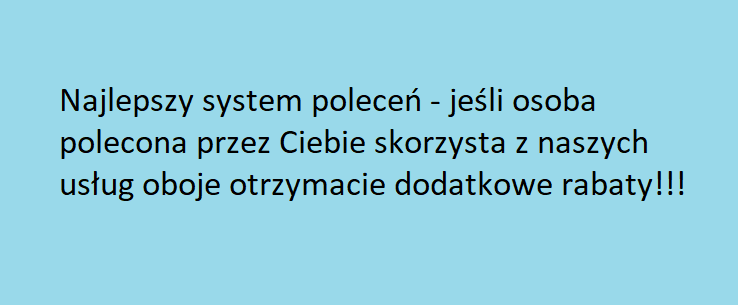 Najlepszy system poleceń - jeśli osoba
polecona przez Ciebie skorzysta z naszych
usług oboje otrzymacie dodatkowe rabaty!!!